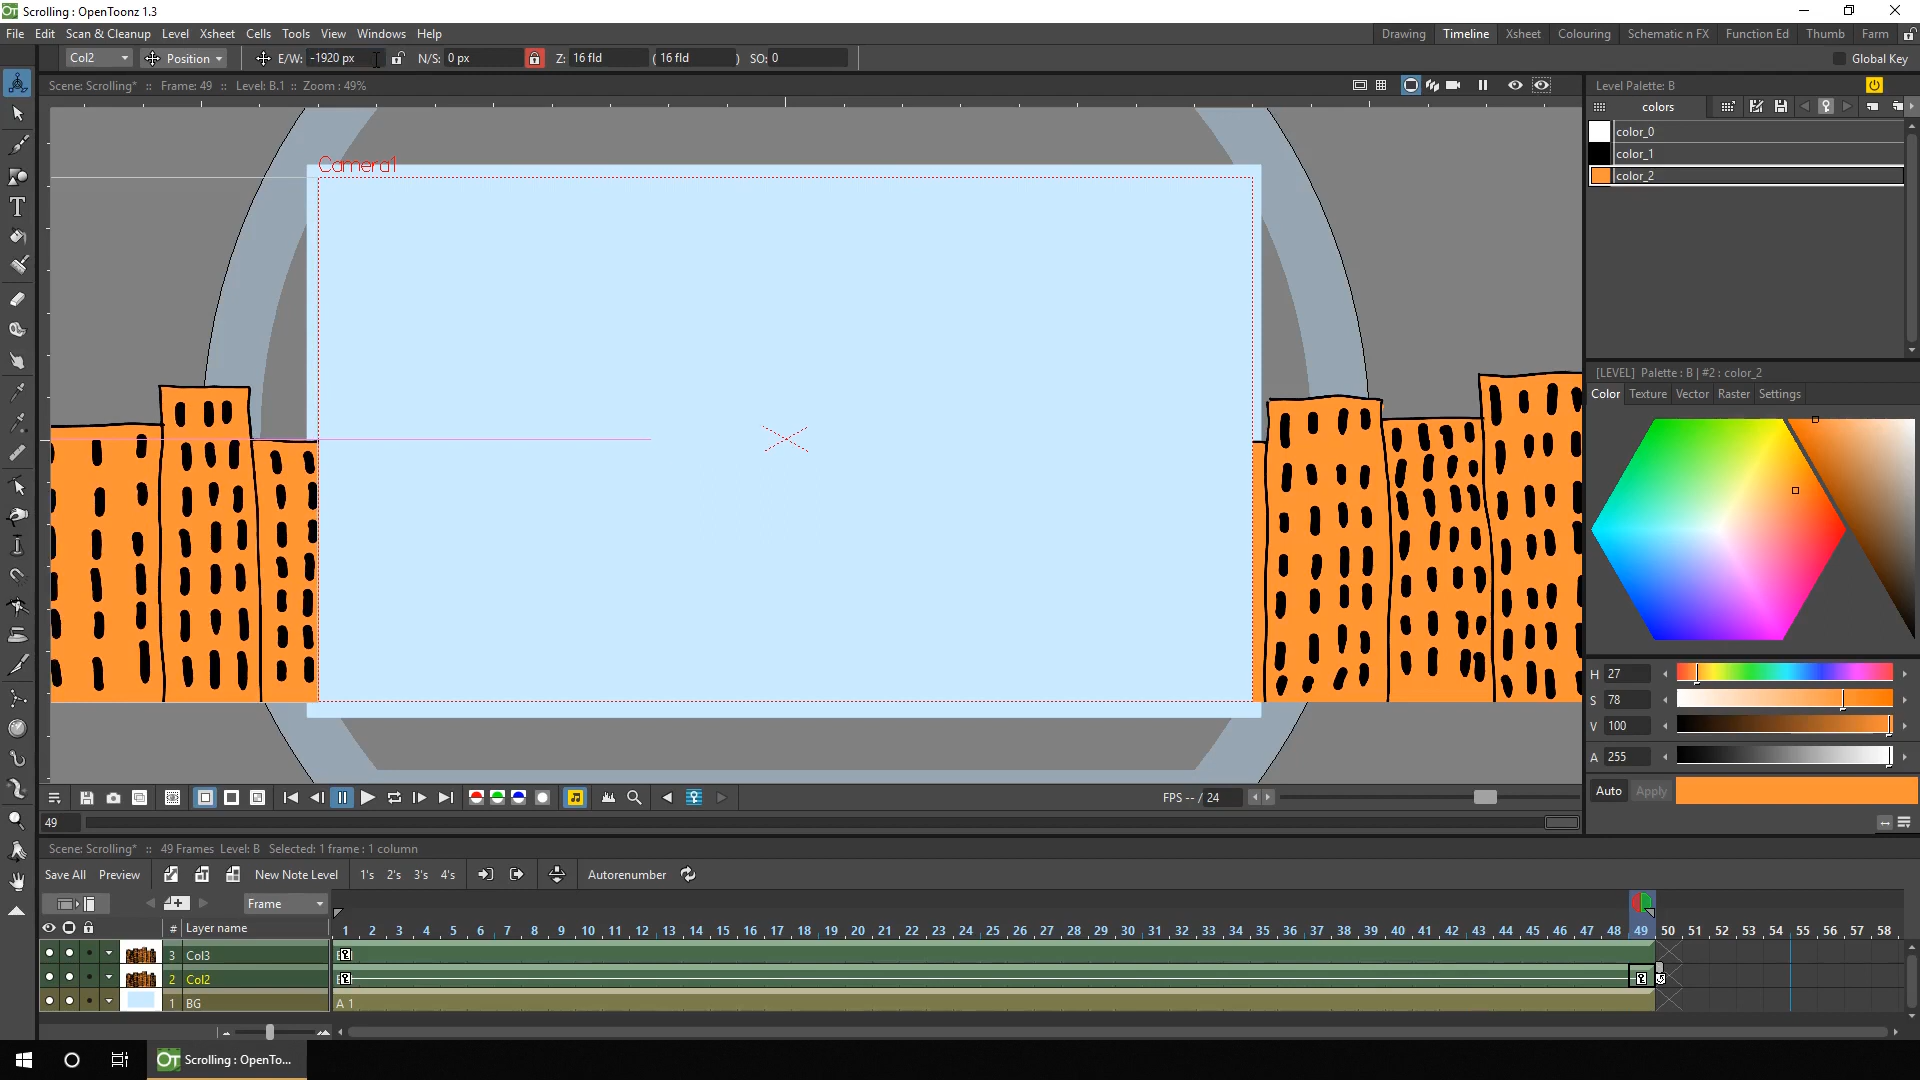 Scrolling : OpenToonz 1.3
File Edit Scan & Cleanup Level Xsheet Cells Tools Render View Windows Help
Drawing Timeline Xsheet Colouring Schematic n FX Function Ed Thumb Farm
Col2 Position E/W: -1920 px N/S: 0 px Z: 16 fld ( 16 fld ) SO: 0 Global Key
Scene: Scrolling* :: Frame: 49 :: Level: B.1 :: Zoom : 49%
Level Palette: B
colors
color_0
color_1
color_2
Camera1
[LEVEL] Palette : B | #2 : color_2
Color Texture Vector Raster Settings
H 27
S 78
V 100
A 255
Auto Apply
FPS -- / 24
49
Scene: Scrolling* :: 49 Frames Level: B Selected: 1 frame : 1 column
Save All Preview New Note Level 1's 2's 3's 4's Autorenumber
Frame
# Layer name
1 2 3 4 5 6 7 8 9 10 11 12 13 14 15 16 17 18 19 20 21 22 23 24 25 26 27 28 29 30 31 32 33 34 35 36 37 38 39 40 41 42 43 44 45 46 47 48 49 50 51 52 53 54 55 56 57 58
3 Col3
2 Col2
1 BG A 1
Scrolling : OpenTo...